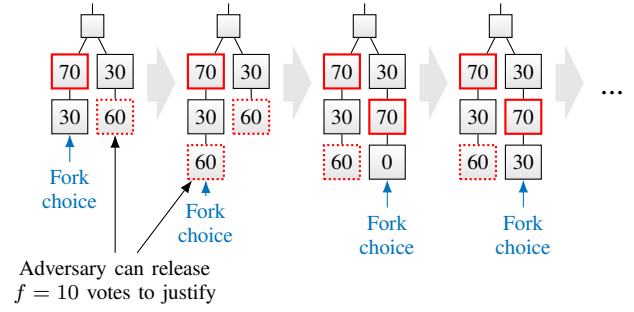 70 30 70 30 70 30 70 30
30 60 30 60 30 70 30 70 ...
60 60 0 60 30
Fork
choice
Fork
choice
Fork
choice
Fork
choice
Adversary can release
f = 10 votes to justify